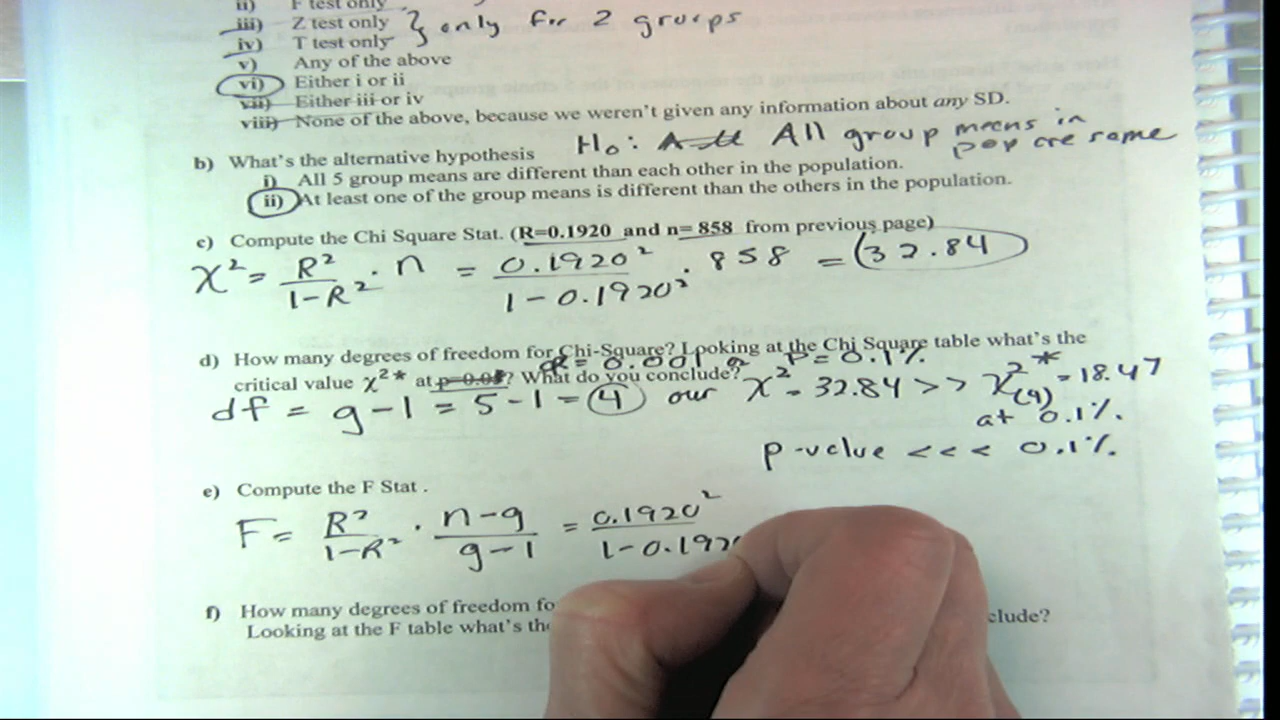 ii) F test only
iii) Z test only } only for 2 groups
iv) T test only
v) Any of the above
vi) Either i or ii
vii) Either iii or iv
viii) None of the above, because we weren't given any information about any SD.
H₀: All group means in pop are same
b) What's the alternative hypothesis
i) All 5 group means are different than each other in the population.
ii) At least one of the group means is different than the others in the population.
c) Compute the Chi Square Stat. (R=0.1920 and n= 858 from previous page)
χ² = R²/1-R² · n = 0.1920²/1-0.1920² · 858 = 32.84
d) How many degrees of freedom for Chi-Square? Looking at the Chi Square table what's the
α = 0.001 or p=0.1%
critical value χ²* at p=0.05? What do you conclude?
df = g-1 = 5-1 = 4 our χ² = 32.84 >> χ²*(4) = 18.47
at 0.1%.
p-value <<< 0.1%
e) Compute the F Stat .
F = R²/1-R² · n-g/g-1 = 0.1920²/1-0.192
f) How many degrees of freedom fo
clude?
Looking at the F table what's the